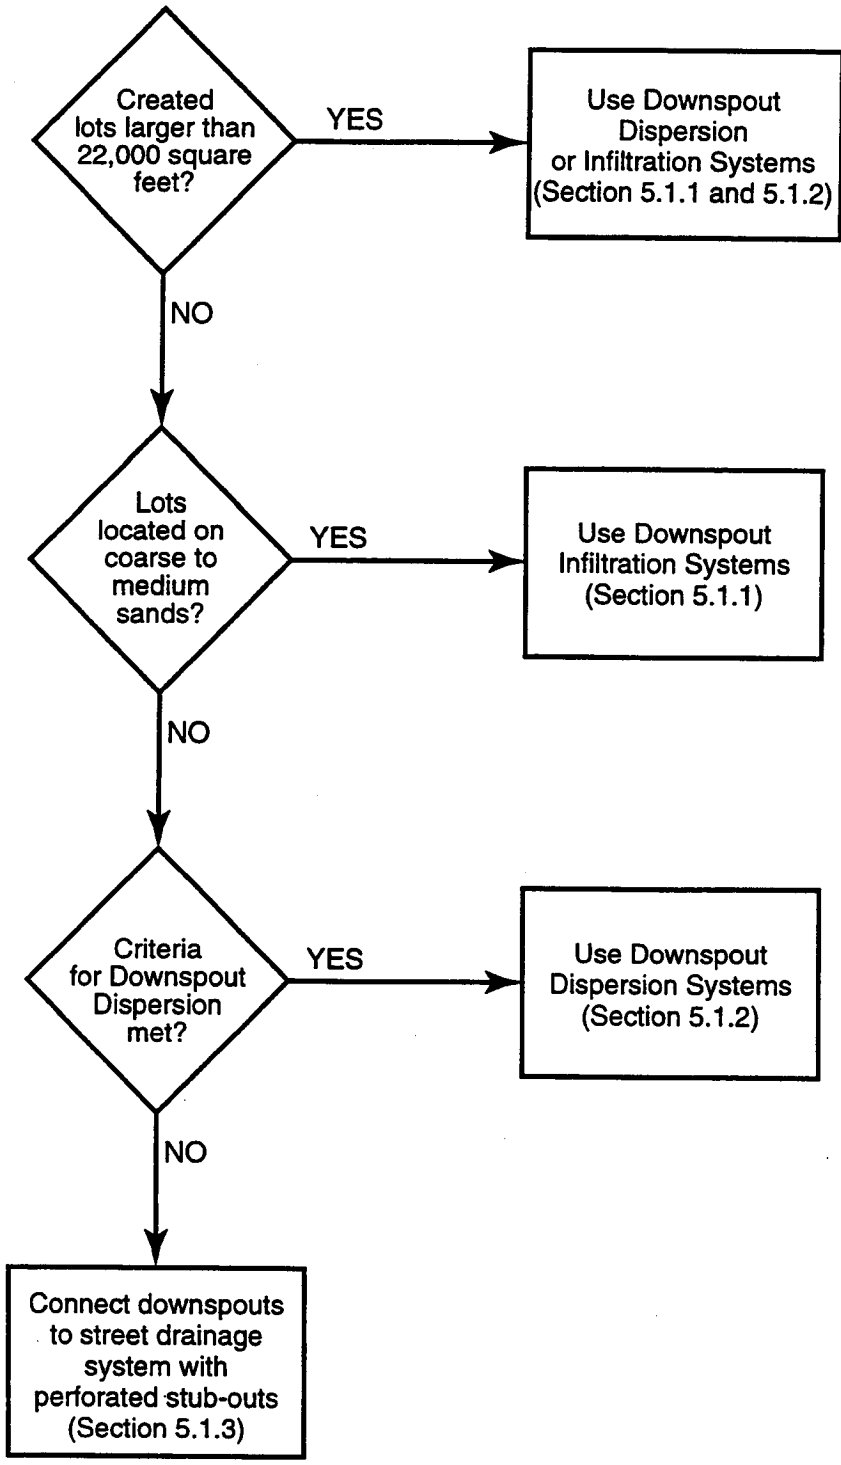 Created
lots larger than
22,000 square
feet?
YES
Use Downspout
Dispersion
or Infiltration Systems
(Section 5.1.1 and 5.1.2)
NO
Lots
located on
coarse to
medium
sands?
YES
Use Downspout
Infiltration Systems
(Section 5.1.1)
NO
Criteria
for Downspout
Dispersion
met?
YES
Use Downspout
Dispersion Systems
(Section 5.1.2)
NO
Connect downspouts
to street drainage
system with
perforated stub-outs
(Section 5.1.3)